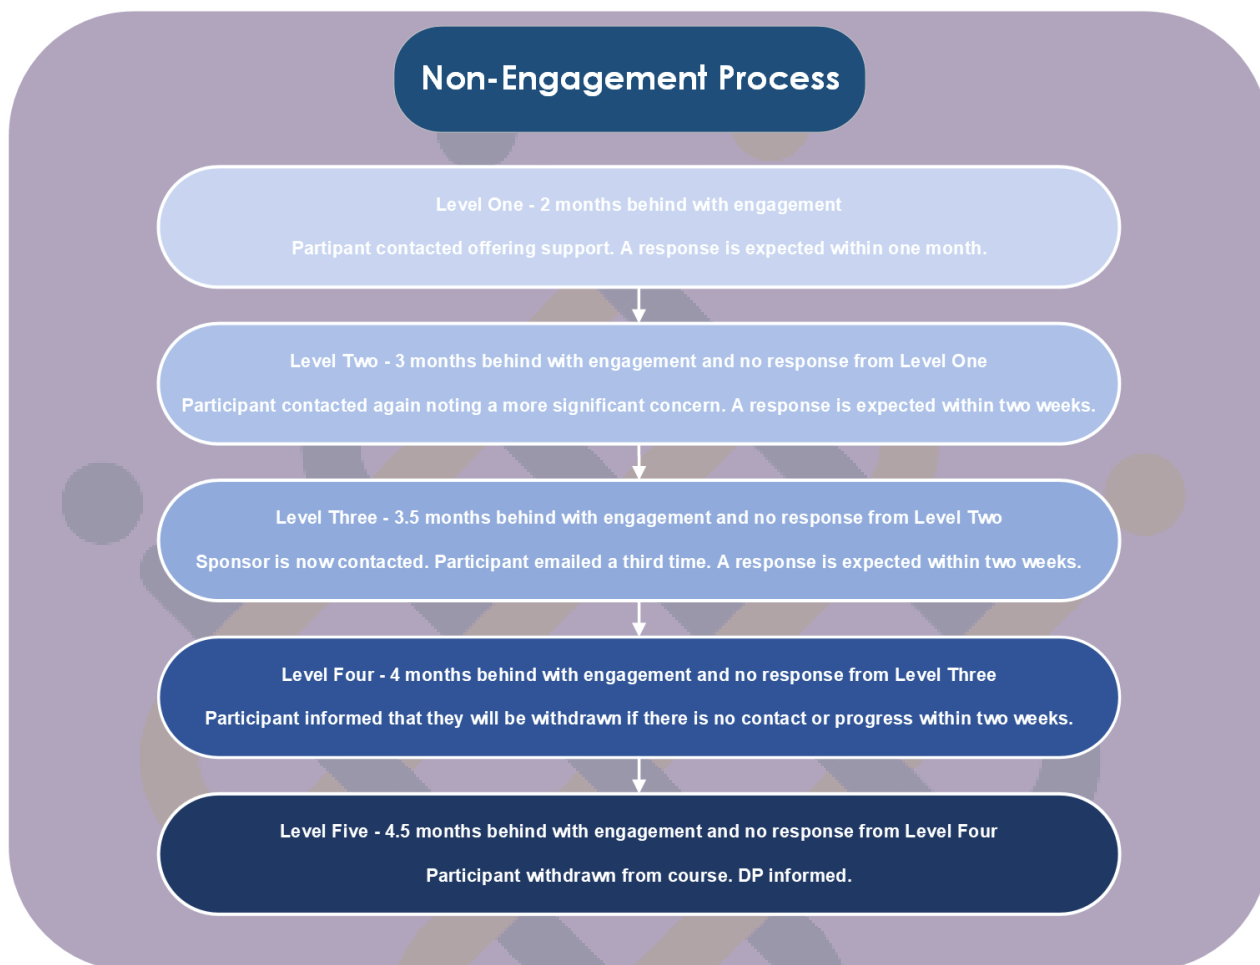 Non-Engagement Process
Level One - 2 months behind with engagement
Partipant contacted offering support. A response is expected within one month.
Level Two - 3 months behind with engagement and no response from Level One
Participant contacted again noting a more significant concern. A response is expected within two weeks.
Level Three - 3.5 months behind with engagement and no response from Level Two
Sponsor is now contacted. Participant emailed a third time. A response is expected within two weeks.
Level Four - 4 months behind with engagement and no response from Level Three
Participant informed that they will be withdrawn if there is no contact or progress within two weeks.
Level Five - 4.5 months behind with engagement and no response from Level Four
Participant withdrawn from course. DP informed.